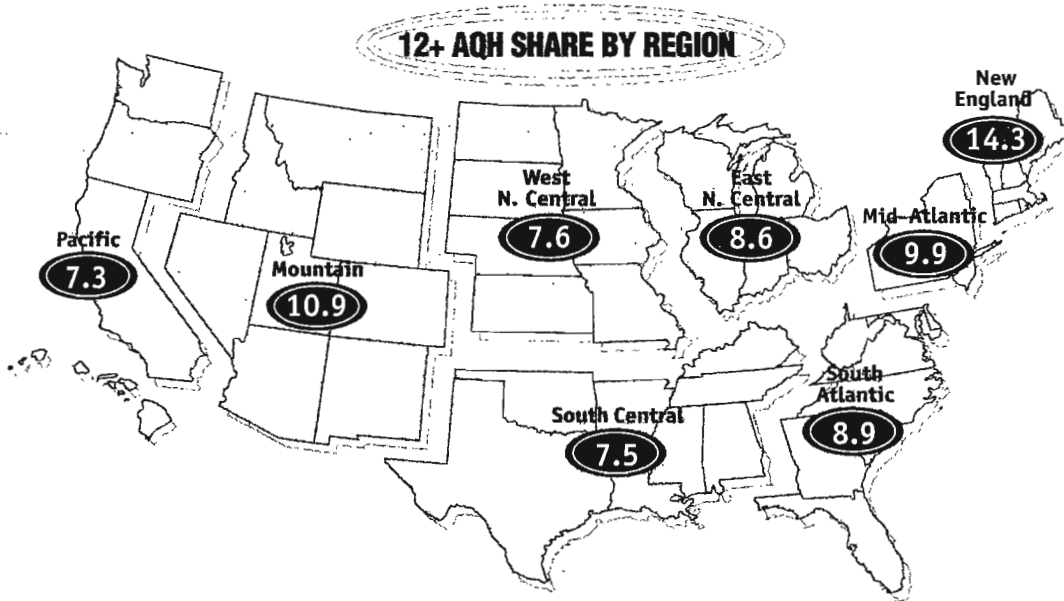 12+ AQH SHARE BY REGION
New
England
14.3
West
N. Central
7.6
East
N. Central
8.6
Mid-Atlantic
9.9
Pacific
7.3
Mountain
10.9
South
Atlantic
8.9
South Central
7.5